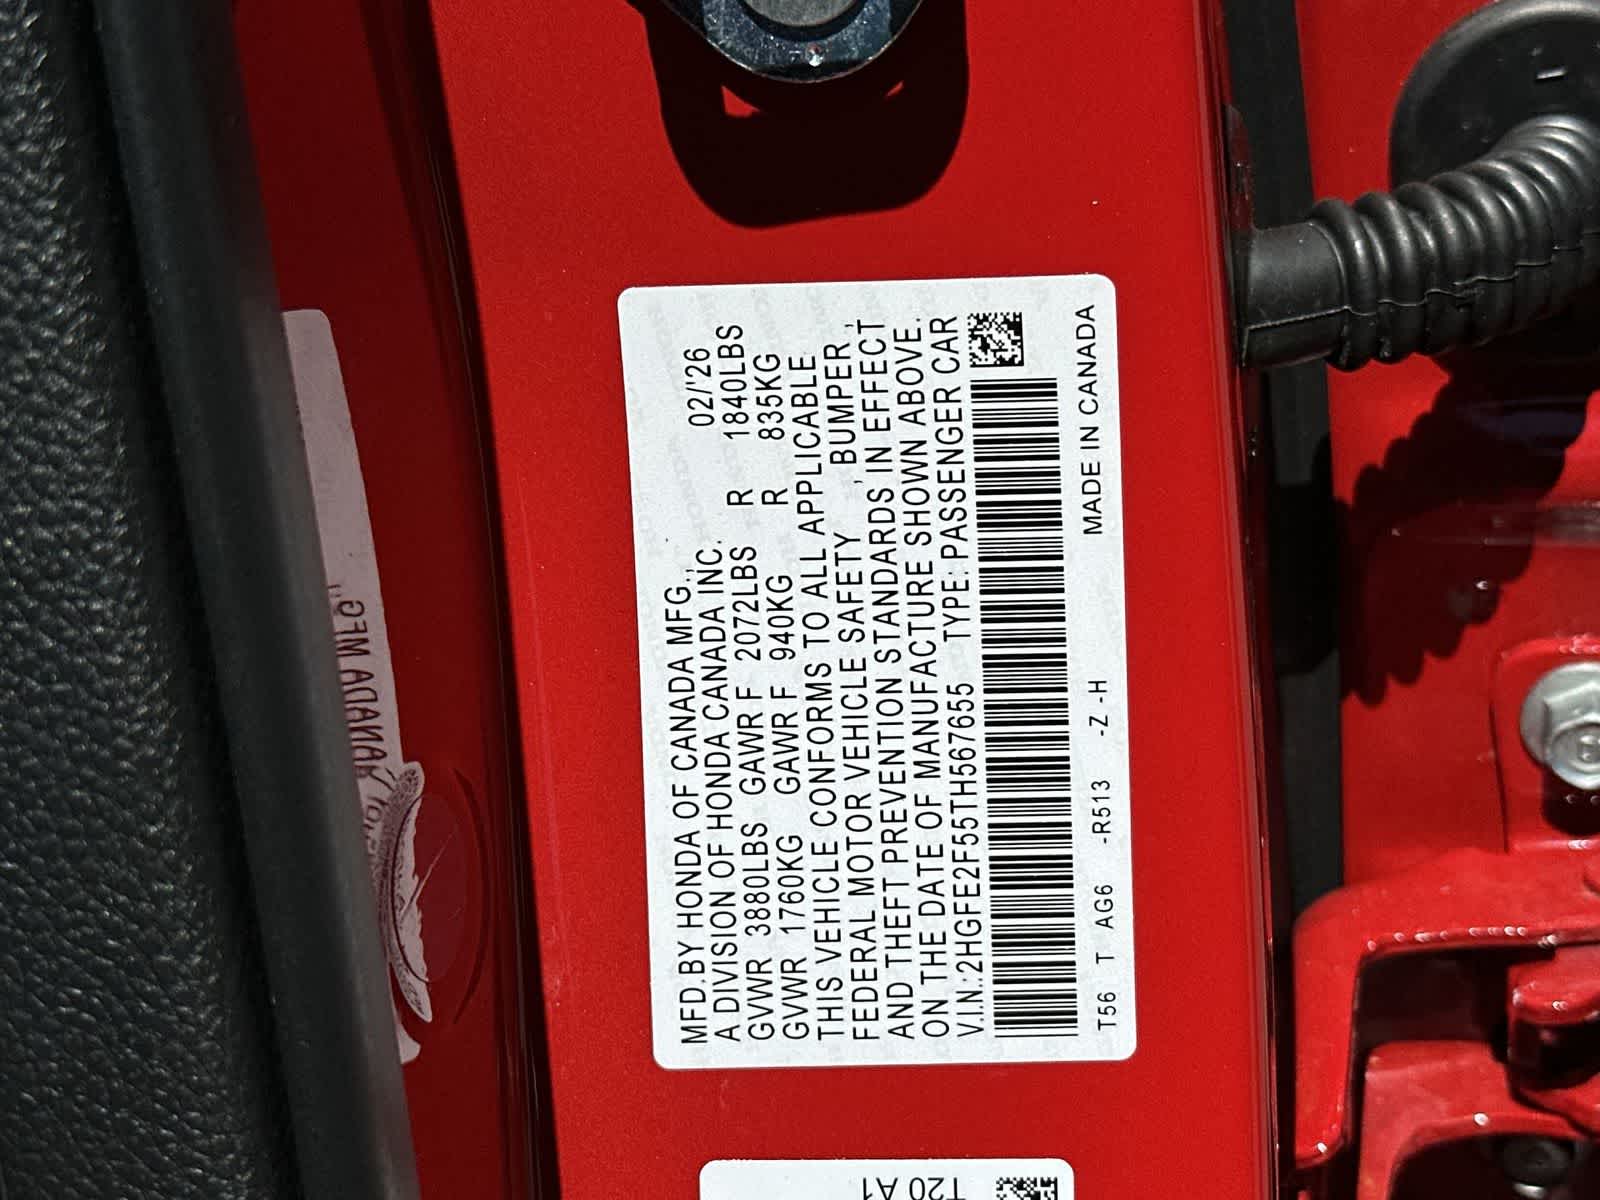 MFD.BY HONDA OF CANADA MFG., 02/'26
A DIVISION OF HONDA CANADA INC.
GVWR 3880LBS GAWR F 2072LBS R 1840LBS
GVWR 1760KG GAWR F 940KG R 835KG
THIS VEHICLE CONFORMS TO ALL APPLICABLE
FEDERAL MOTOR VEHICLE SAFETY , BUMPER ,
AND THEFT PREVENTION STANDARDS IN EFFECT
ON THE DATE OF MANUFACTURE SHOWN ABOVE.
V.I.N.:2HGFE2F55TH567655 TYPE: PASSENGER CAR
T56 T AG6 -R513 -Z -H MADE IN CANADA
T20 A1